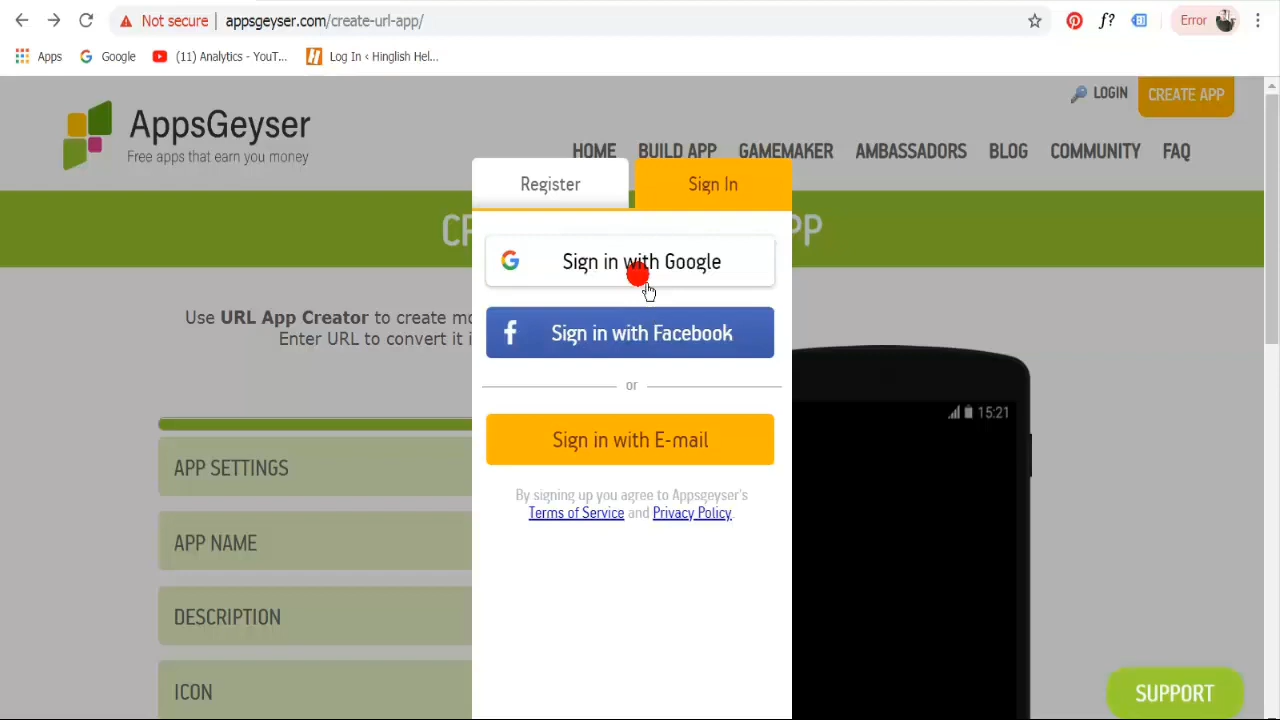 Not secure | appsgeyser.com/create-url-app/
f?
Error
Apps
Google
(11) Analytics - YouT...
Log In ‹ Hinglish Hel...
LOGIN
CREATE APP
AppsGeyser
Free apps that earn you money
HOME
BUILD APP
GAMEMAKER
AMBASSADORS
BLOG
COMMUNITY
FAQ
Register
Sign In
Sign in with Google
Use URL App Creator to create mo
Enter URL to convert it i
Sign in with Facebook
or
15:21
Sign in with E-mail
APP SETTINGS
By signing up you agree to Appsgeyser's
Terms of Service and Privacy Policy.
APP NAME
DESCRIPTION
ICON
SUPPORT